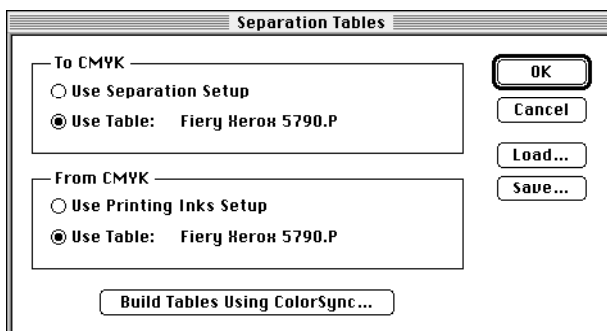 Separation Tables
To CMYK
Use Separation Setup
Use Table: Fiery Xerox 5790.P
From CMYK
Use Printing Inks Setup
Use Table: Fiery Xerox 5790.P
Build Tables Using ColorSync...
OK
Cancel
Load...
Save...